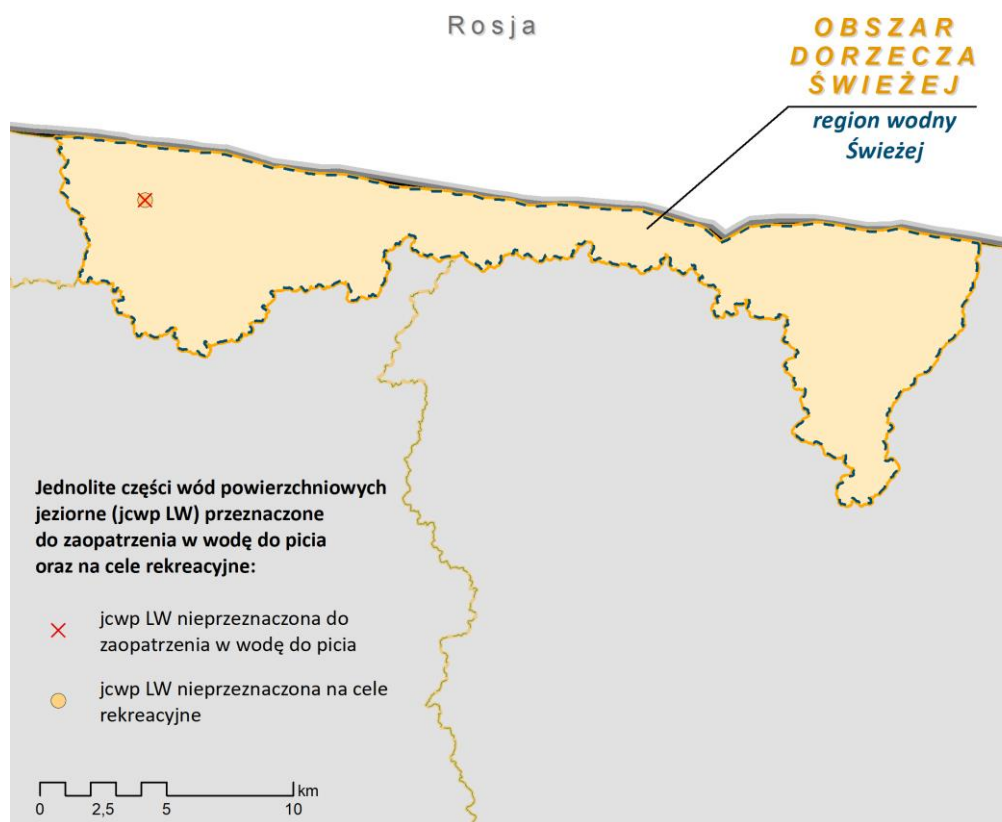 Rosja
OBSZAR
DORZECZA
ŚWIEŻEJ
region wodny
Świeżej
Jednolite części wód powierzchniowych
jeziorne (jcwp LW) przeznaczone
do zaopatrzenia w wodę do picia
oraz na cele rekreacyjne:
jcwp LW nieprzeznaczona do
zaopatrzenia w wodę do picia
jcwp LW nieprzeznaczona na cele
rekreacyjne
km
0 2,5 5 10